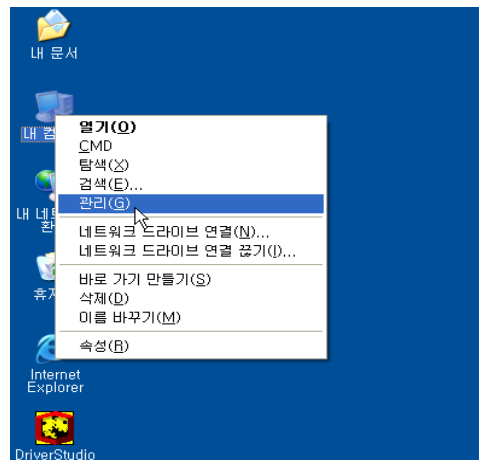 내 문서
내 컴
열기(O)
CMD
탐색(X)
검색(E)...
관리(G)
내 네트
환
네트워크 드라이브 연결(N)...
네트워크 드라이브 연결 끊기(I)...
휴지
바로 가기 만들기(S)
삭제(D)
이름 바꾸기(M)
속성(R)
Internet
Explorer
DriverStudio